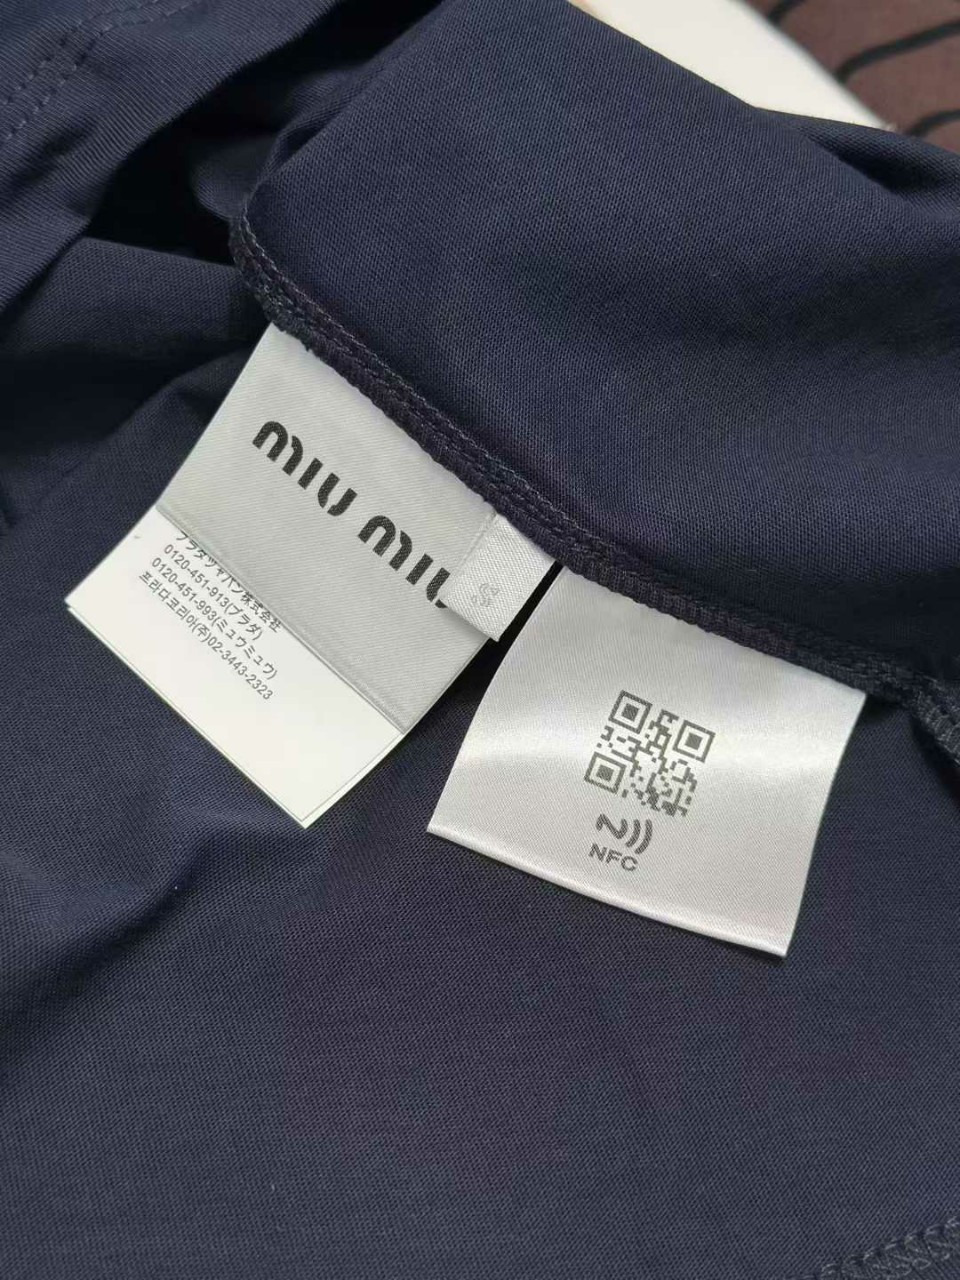 miu miu
S
プラダジャパン株式会社
0120-451-913(プラダ)
0120-451-993(ミュウミュウ)
프라다코리아(주)02-3443-2323
NFC